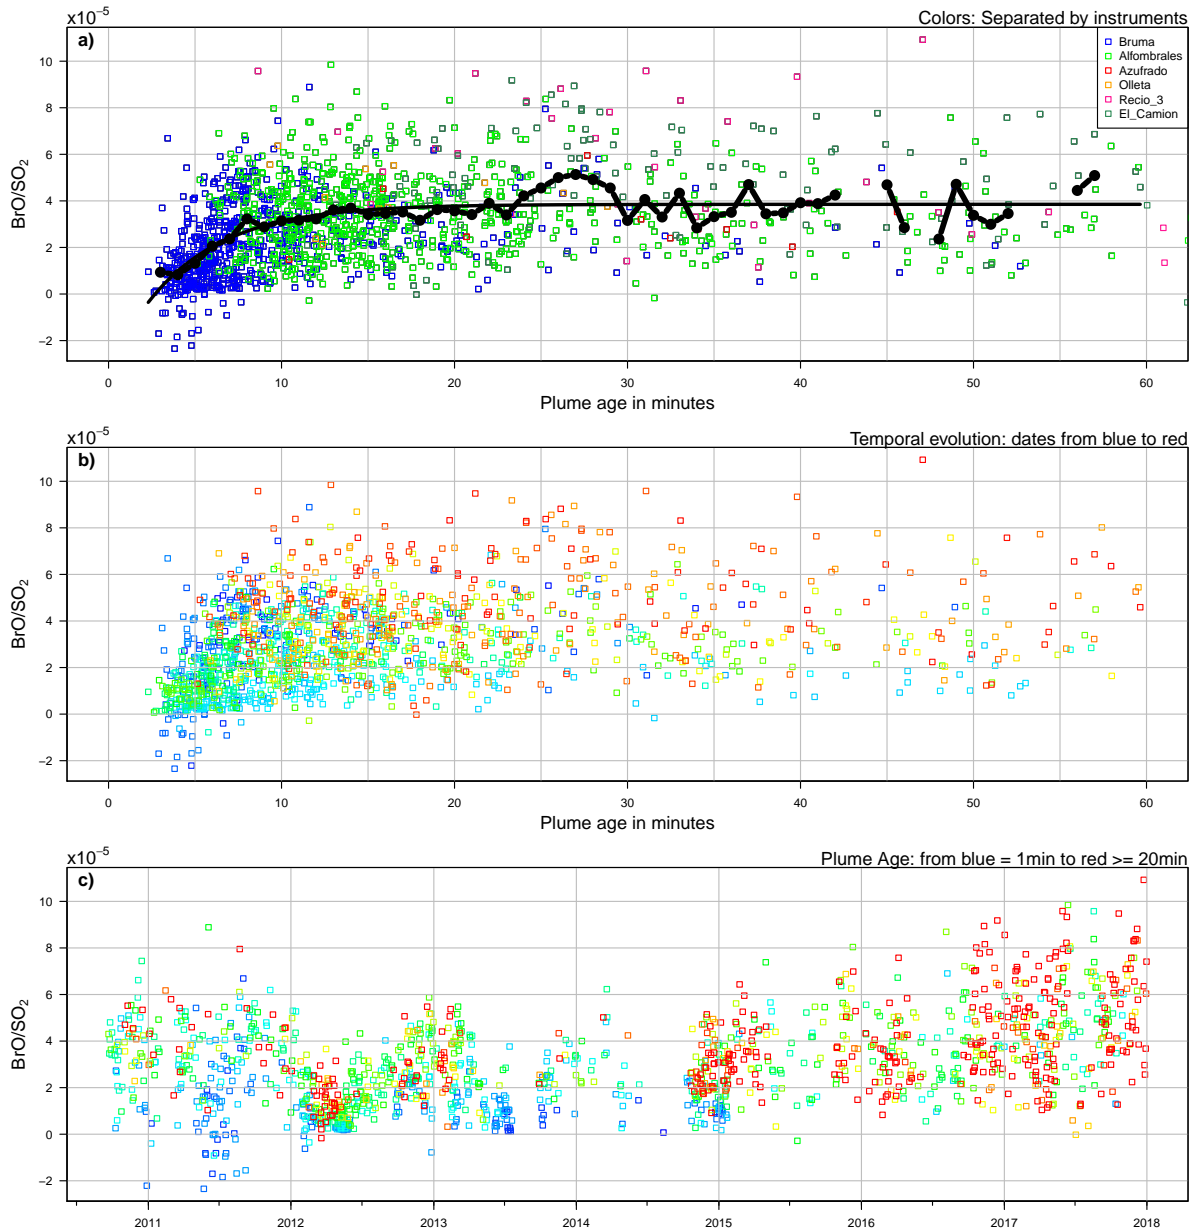 x10⁻⁵
Colors: Separated by instruments
a)
Bruma
Alfombrales
Azufrado
Olleta
Recio_3
El_Camion
BrO/SO₂
10
8
6
4
2
0
−2
0 10 20 30 40 50 60
Plume age in minutes
x10⁻⁵
Temporal evolution: dates from blue to red
b)
BrO/SO₂
10
8
6
4
2
0
−2
0 10 20 30 40 50 60
Plume age in minutes
x10⁻⁵
Plume Age: from blue = 1min to red >= 20min
c)
BrO/SO₂
10
8
6
4
2
0
−2
2011 2012 2013 2014 2015 2016 2017 2018